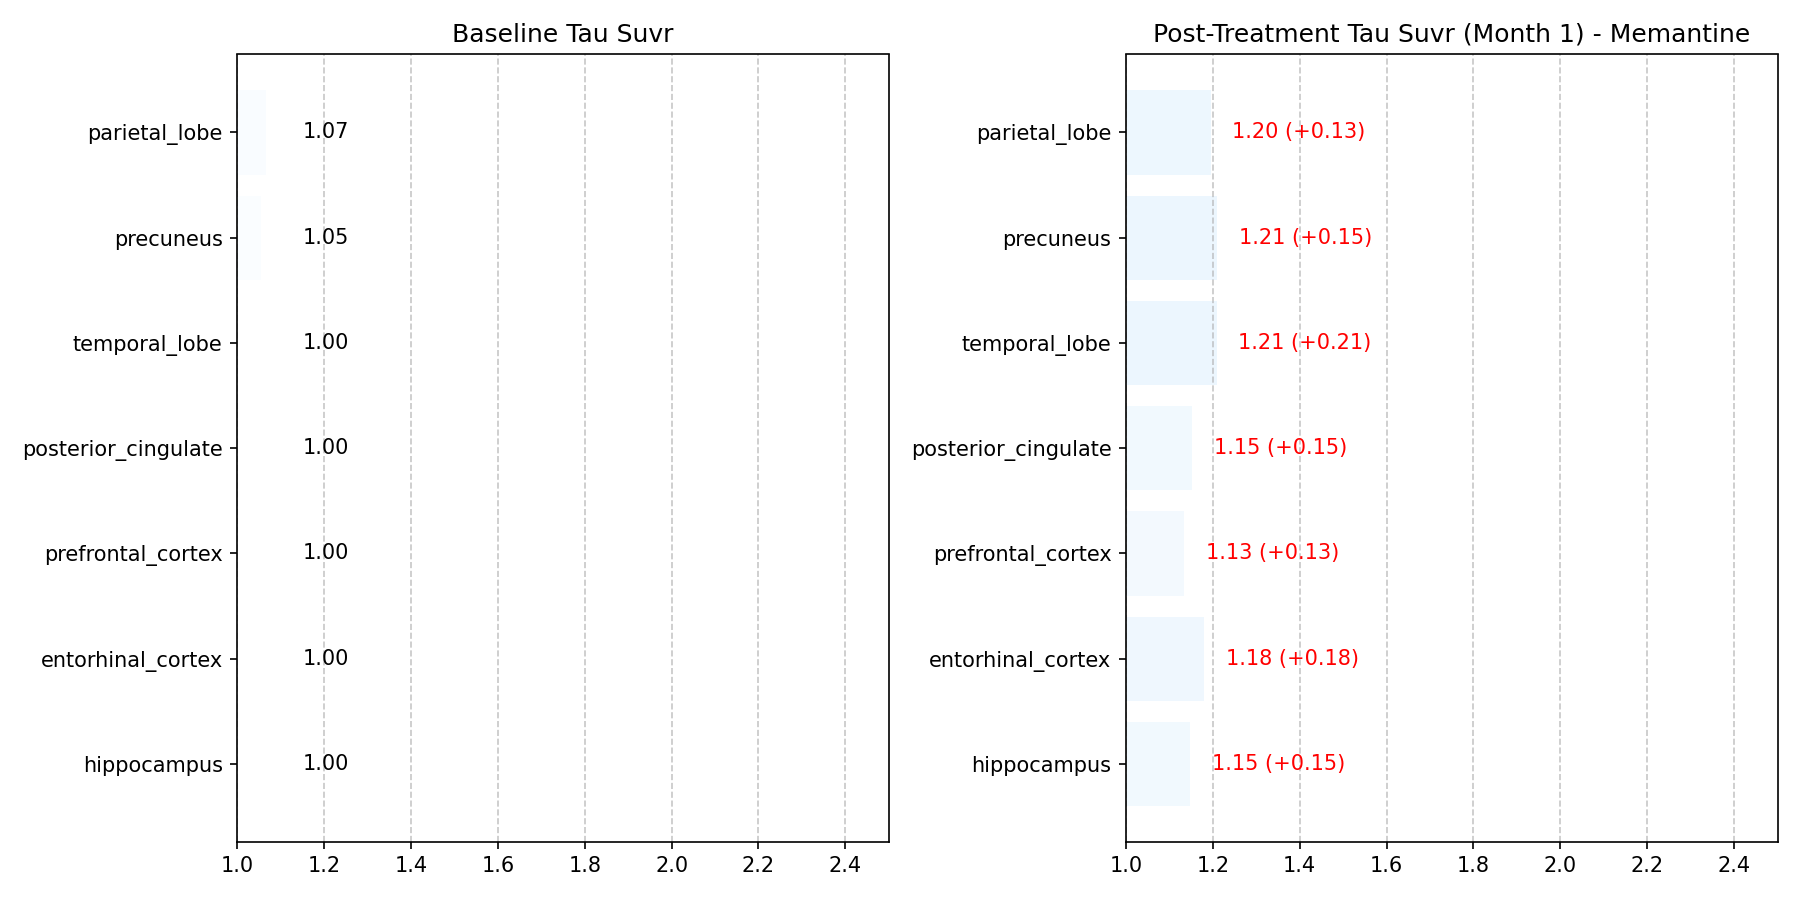 Baseline Tau Suvr
parietal_lobe 1.07
precuneus 1.05
temporal_lobe 1.00
posterior_cingulate 1.00
prefrontal_cortex 1.00
entorhinal_cortex 1.00
hippocampus 1.00
1.0 1.2 1.4 1.6 1.8 2.0 2.2 2.4
Post-Treatment Tau Suvr (Month 1) - Memantine
parietal_lobe 1.20 (+0.13)
precuneus 1.21 (+0.15)
temporal_lobe 1.21 (+0.21)
posterior_cingulate 1.15 (+0.15)
prefrontal_cortex 1.13 (+0.13)
entorhinal_cortex 1.18 (+0.18)
hippocampus 1.15 (+0.15)
1.0 1.2 1.4 1.6 1.8 2.0 2.2 2.4